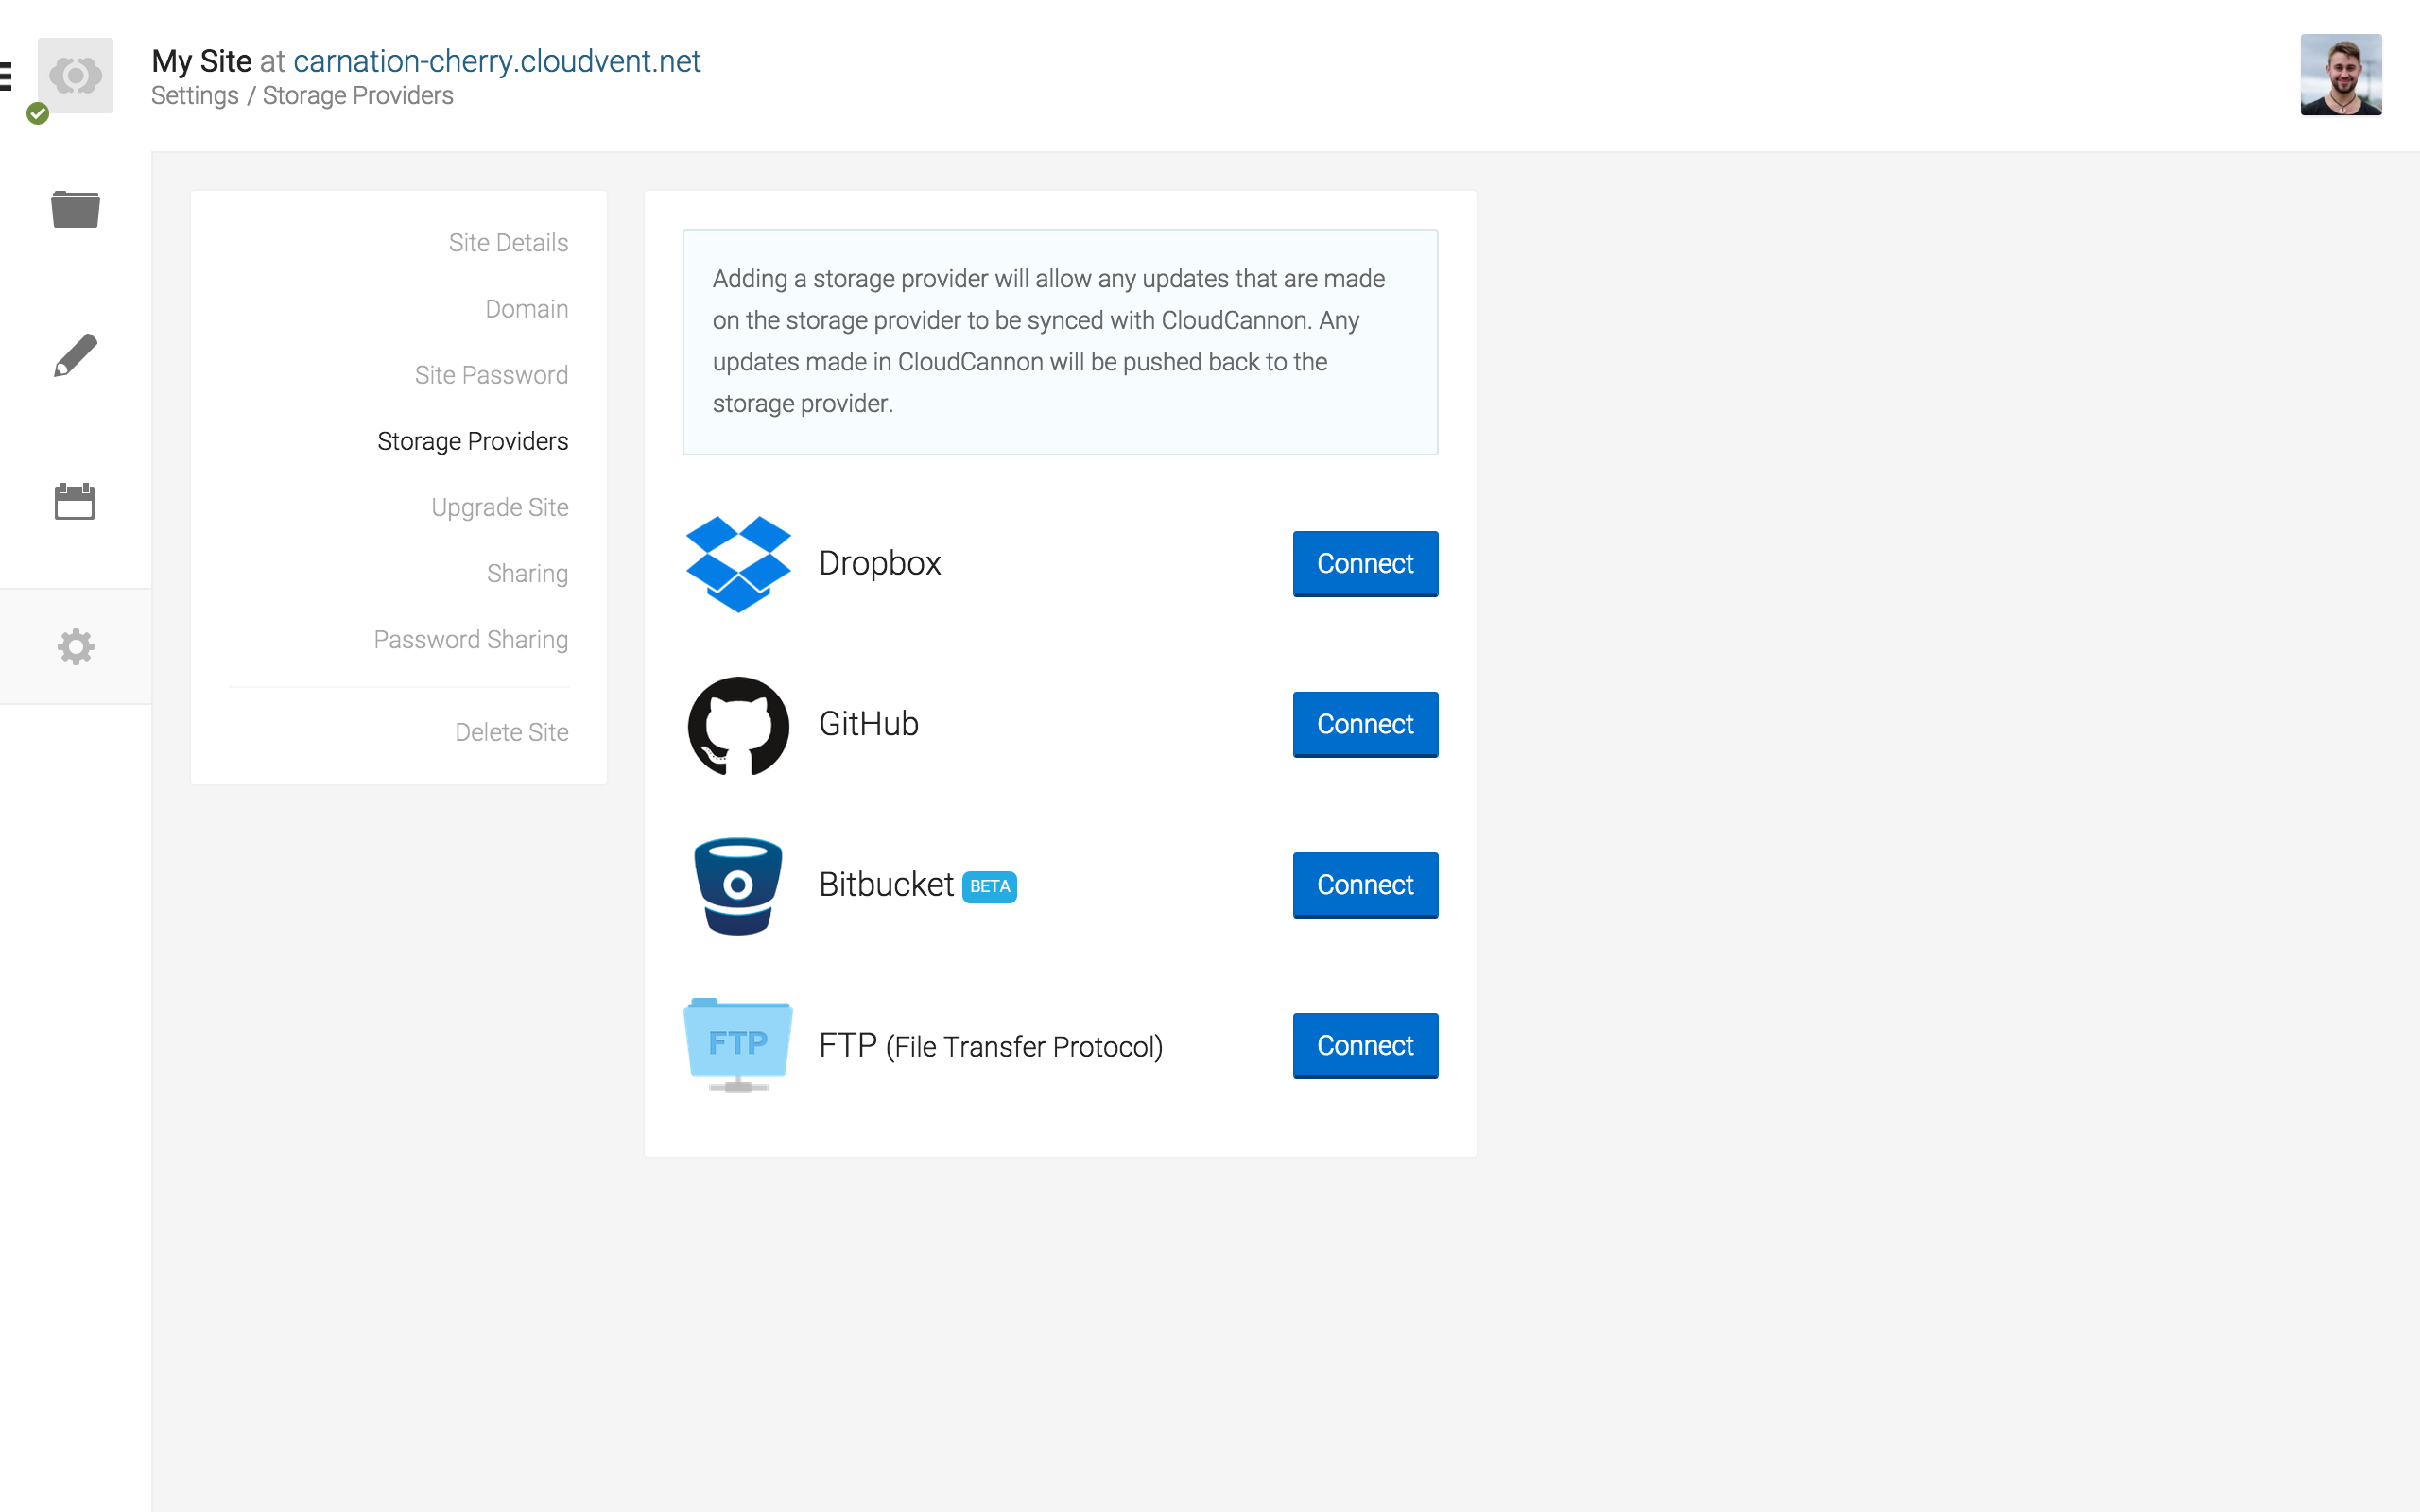 My Site at carnation-cherry.cloudvent.net
Settings / Storage Providers
Site Details
Domain
Site Password
Storage Providers
Upgrade Site
Sharing
Password Sharing
Delete Site
Adding a storage provider will allow any updates that are made
on the storage provider to be synced with CloudCannon. Any
updates made in CloudCannon will be pushed back to the
storage provider.
Dropbox
Connect
GitHub
Connect
Bitbucket BETA
Connect
FTP
FTP (File Transfer Protocol)
Connect